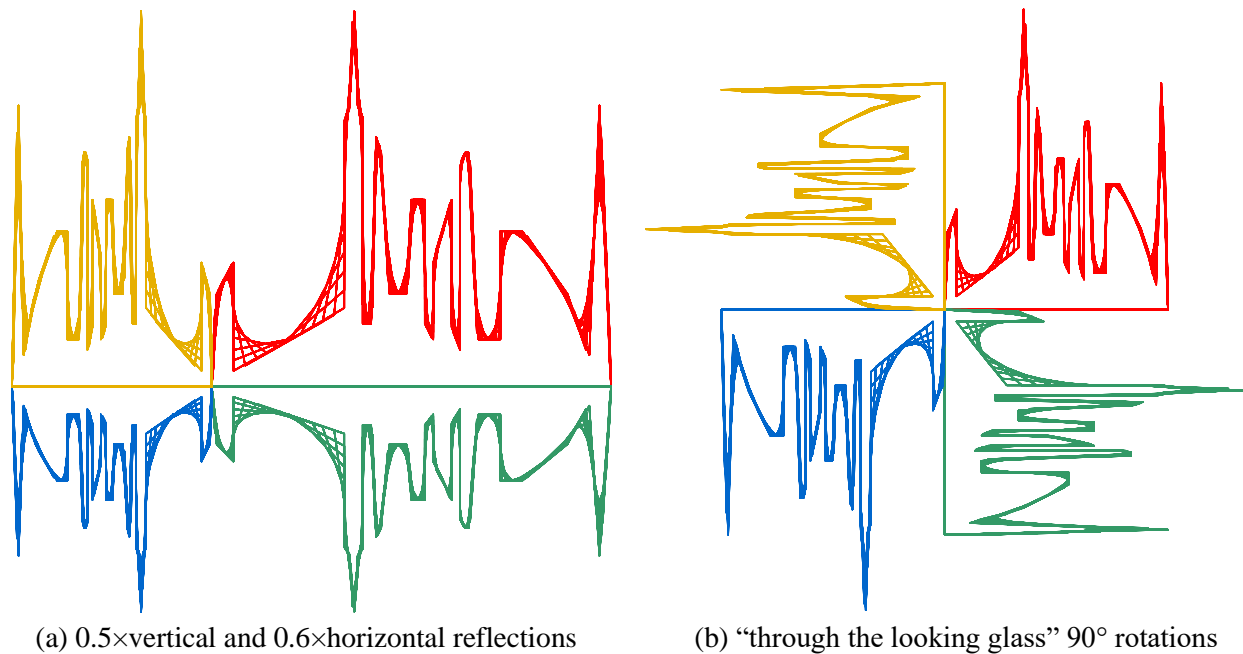 (a) 0.5×vertical and 0.6×horizontal reflections
(b) “through the looking glass” 90° rotations